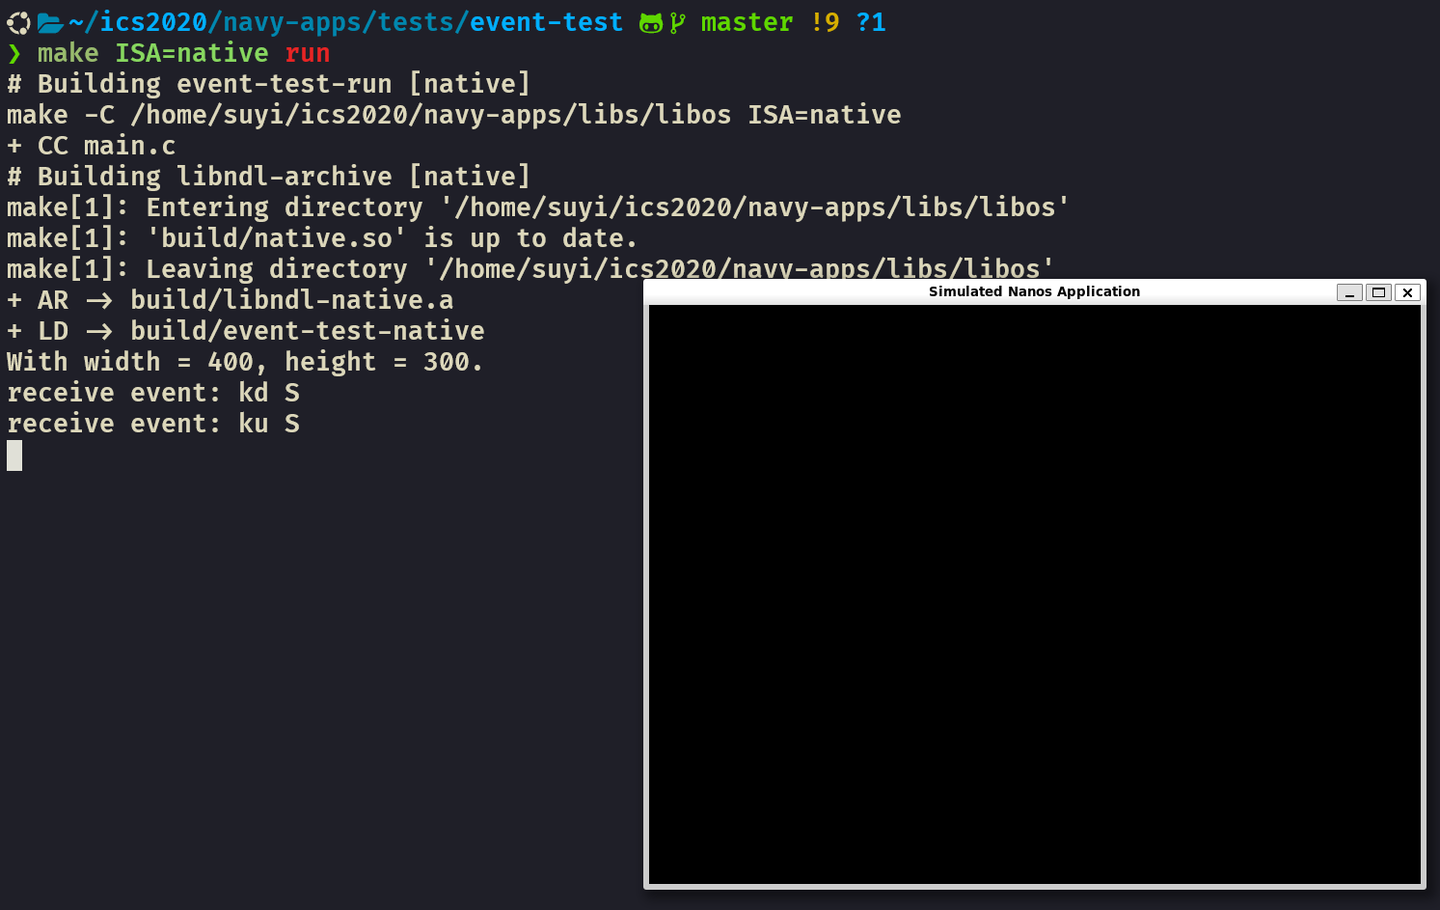 ~/ics2020/navy-apps/tests/event-test master !9 ?1
❯ make ISA=native run
# Building event-test-run [native]
make -C /home/suyi/ics2020/navy-apps/libs/libos ISA=native
+ CC main.c
# Building libndl-archive [native]
make[1]: Entering directory '/home/suyi/ics2020/navy-apps/libs/libos'
make[1]: 'build/native.so' is up to date.
make[1]: Leaving directory '/home/suyi/ics2020/navy-apps/libs/libos'
+ AR → build/libndl-native.a
+ LD → build/event-test-native
With width = 400, height = 300.
receive event: kd S
receive event: ku S
Simulated Nanos Application